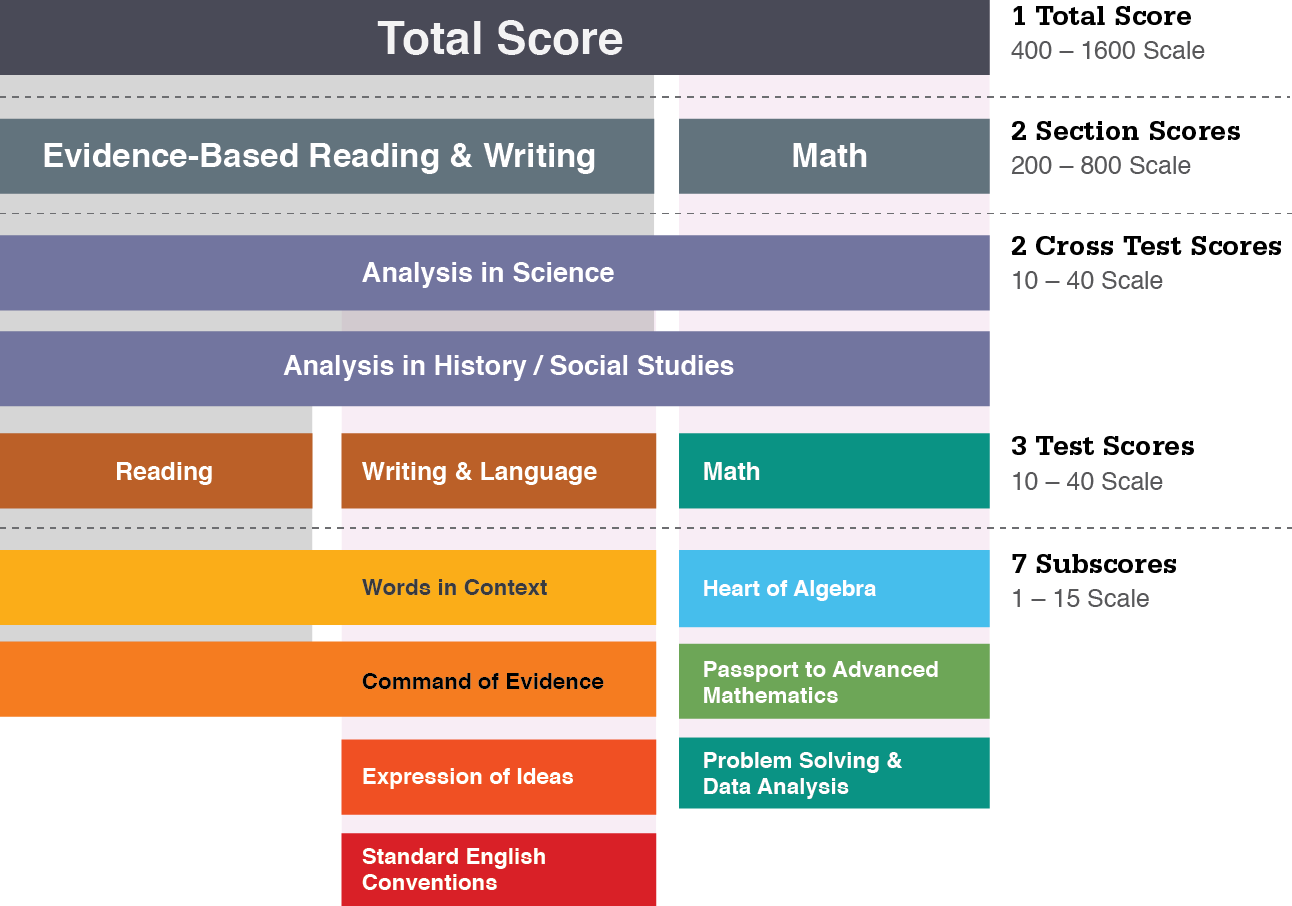 Total Score
1 Total Score
400 – 1600 Scale
Evidence-Based Reading & Writing
Math
2 Section Scores
200 – 800 Scale
Analysis in Science
2 Cross Test Scores
10 – 40 Scale
Analysis in History / Social Studies
Reading
Writing & Language
Math
3 Test Scores
10 – 40 Scale
Words in Context
Heart of Algebra
7 Subscores
1 – 15 Scale
Command of Evidence
Passport to Advanced
Mathematics
Expression of Ideas
Problem Solving &
Data Analysis
Standard English
Conventions